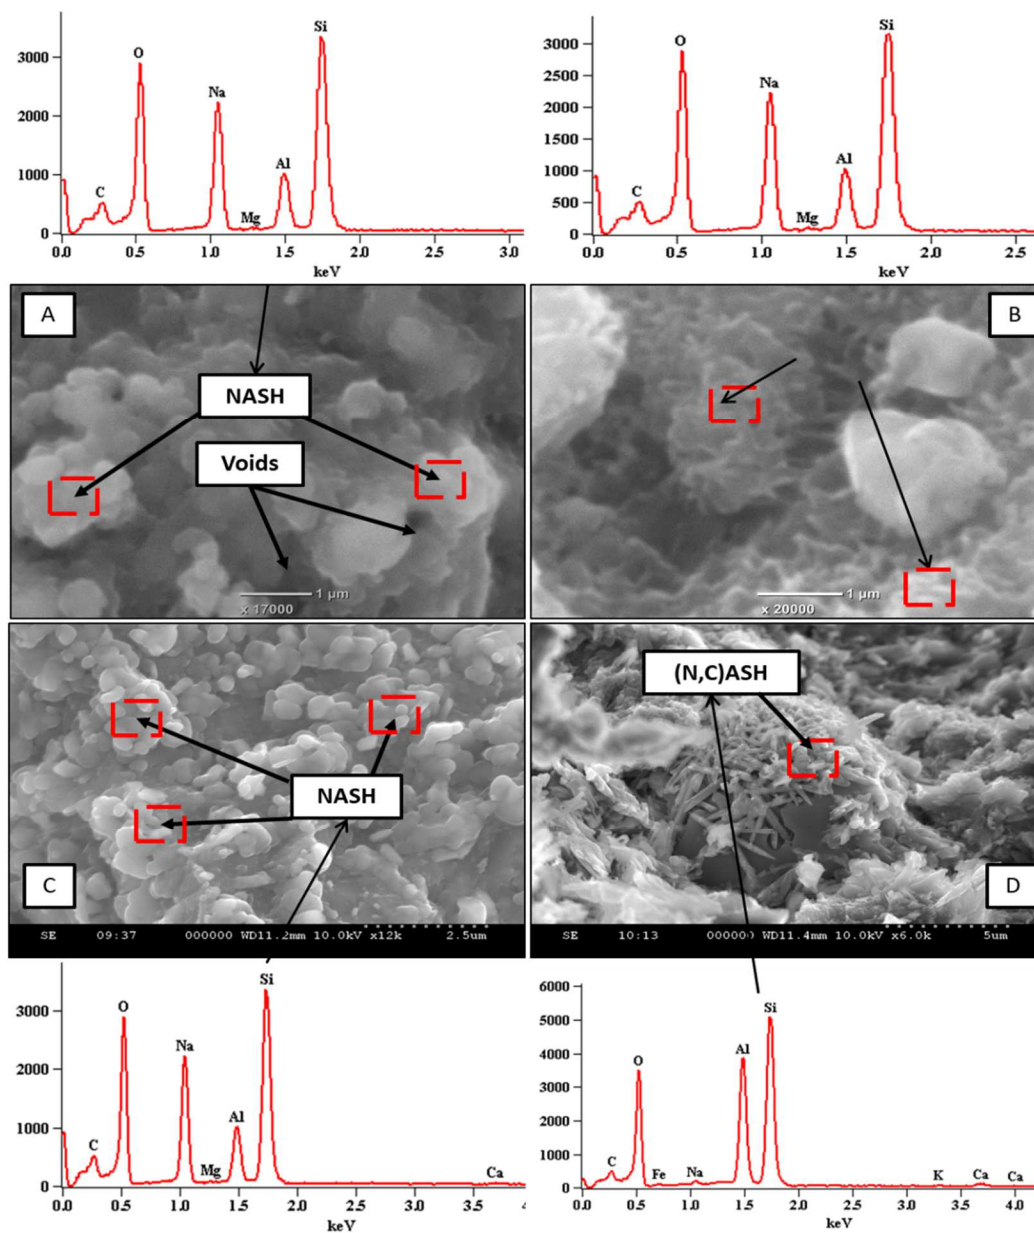 Si
3000
O
Na
2000
1000
Al
C
Mg
0
0.0 0.5 1.0 1.5 2.0 2.5 3.0
keV
Si
3000
O
2500
Na
2000
1500
Al
1000
C
500
Mg
0
0.0 0.5 1.0 1.5 2.0 2.5
keV
A
NASH
Voids
1 µm
x 17000
B
1 µm
x 20000
NASH
C
SE 09:37 000000 WD11.2mm 10.0kV x12k 2.5um
(N,C)ASH
D
SE 10:13 000000 WD11.4mm 10.0kV x6.0k 5um
Si
3000
O
Na
2000
Al
1000
C
Mg
Ca
0
0.0 0.5 1.0 1.5 2.0 2.5 3.0 3.5
keV
6000
Si
5000
4000
Al
O
3000
2000
1000
C
Fe
Na
K
Ca
Ca
0
0.0 0.5 1.0 1.5 2.0 2.5 3.0 3.5 4.0
keV